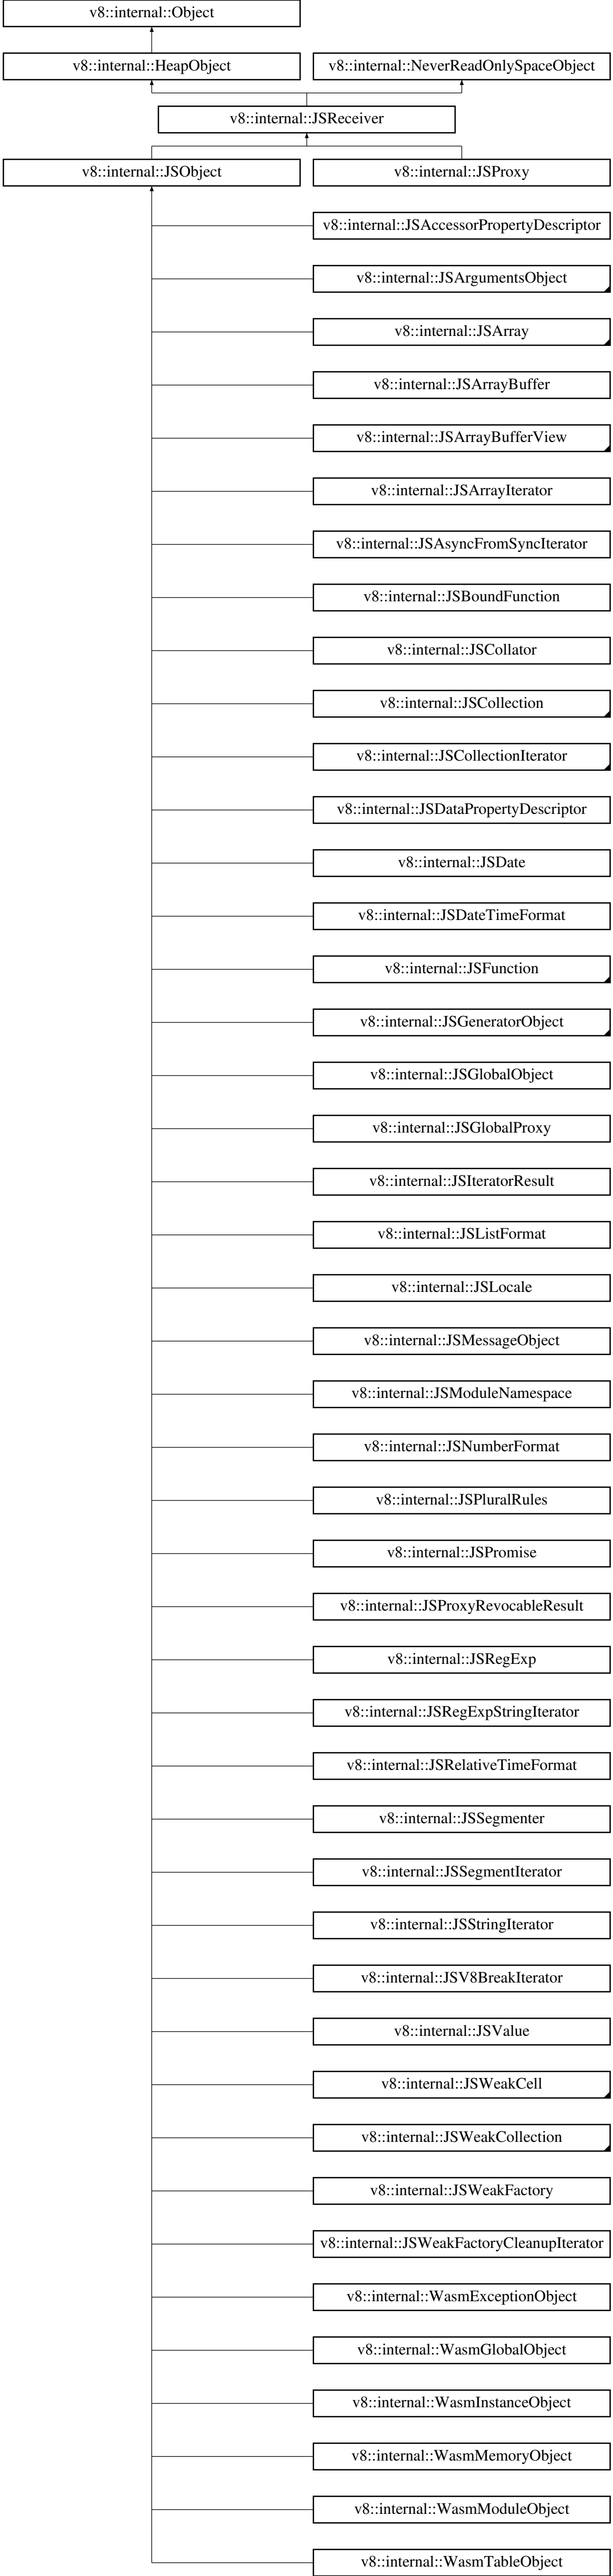 v8::internal::Object
v8::internal::HeapObject
v8::internal::NeverReadOnlySpaceObject
v8::internal::JSReceiver
v8::internal::JSObject
v8::internal::JSProxy
v8::internal::JSAccessorPropertyDescriptor
v8::internal::JSArgumentsObject
v8::internal::JSArray
v8::internal::JSArrayBuffer
v8::internal::JSArrayBufferView
v8::internal::JSArrayIterator
v8::internal::JSAsyncFromSyncIterator
v8::internal::JSBoundFunction
v8::internal::JSCollator
v8::internal::JSCollection
v8::internal::JSCollectionIterator
v8::internal::JSDataPropertyDescriptor
v8::internal::JSDate
v8::internal::JSDateTimeFormat
v8::internal::JSFunction
v8::internal::JSGeneratorObject
v8::internal::JSGlobalObject
v8::internal::JSGlobalProxy
v8::internal::JSIteratorResult
v8::internal::JSListFormat
v8::internal::JSLocale
v8::internal::JSMessageObject
v8::internal::JSModuleNamespace
v8::internal::JSNumberFormat
v8::internal::JSPluralRules
v8::internal::JSPromise
v8::internal::JSProxyRevocableResult
v8::internal::JSRegExp
v8::internal::JSRegExpStringIterator
v8::internal::JSRelativeTimeFormat
v8::internal::JSSegmenter
v8::internal::JSSegmentIterator
v8::internal::JSStringIterator
v8::internal::JSV8BreakIterator
v8::internal::JSValue
v8::internal::JSWeakCell
v8::internal::JSWeakCollection
v8::internal::JSWeakFactory
v8::internal::JSWeakFactoryCleanupIterator
v8::internal::WasmExceptionObject
v8::internal::WasmGlobalObject
v8::internal::WasmInstanceObject
v8::internal::WasmMemoryObject
v8::internal::WasmModuleObject
v8::internal::WasmTableObject